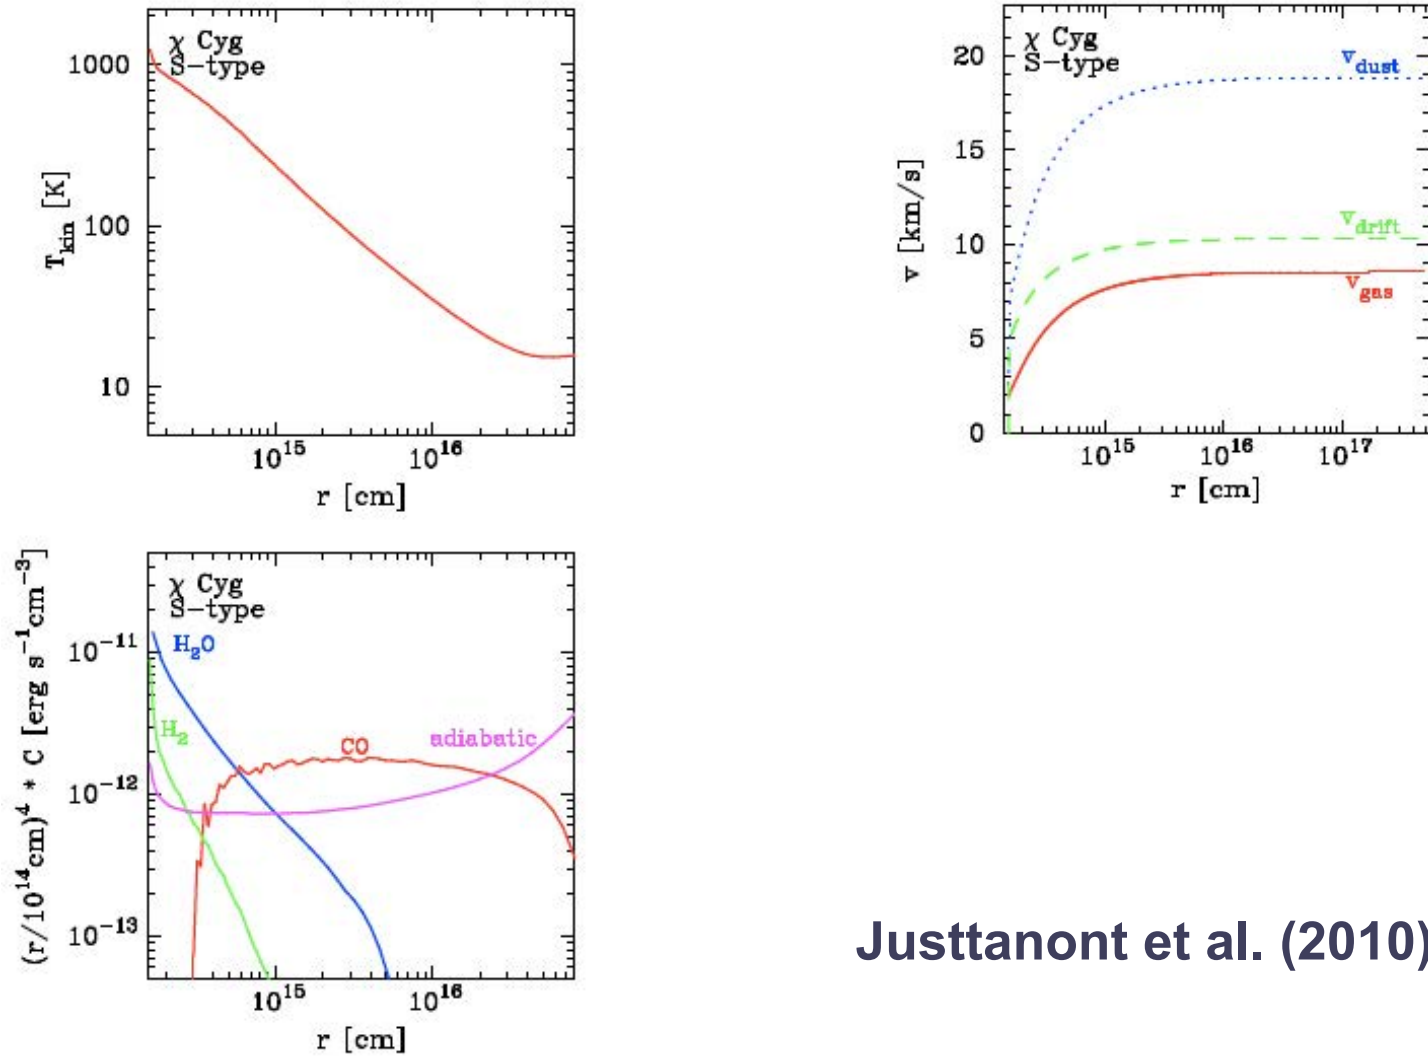 χ Cyg
S-type
1000
100
10
T_kin [K]
10^15
10^16
r [cm]
χ Cyg
S-type
v_dust
v_drift
v_gas
20
15
10
5
0
v [km/s]
10^15
10^16
10^17
r [cm]
χ Cyg
S-type
H₂O
H₂
CO
adiabatic
10^-11
10^-12
10^-13
(r/10^14cm)^4 * C [erg s^-1cm^-3]
10^15
10^16
r [cm]
Justtanont et al. (2010)